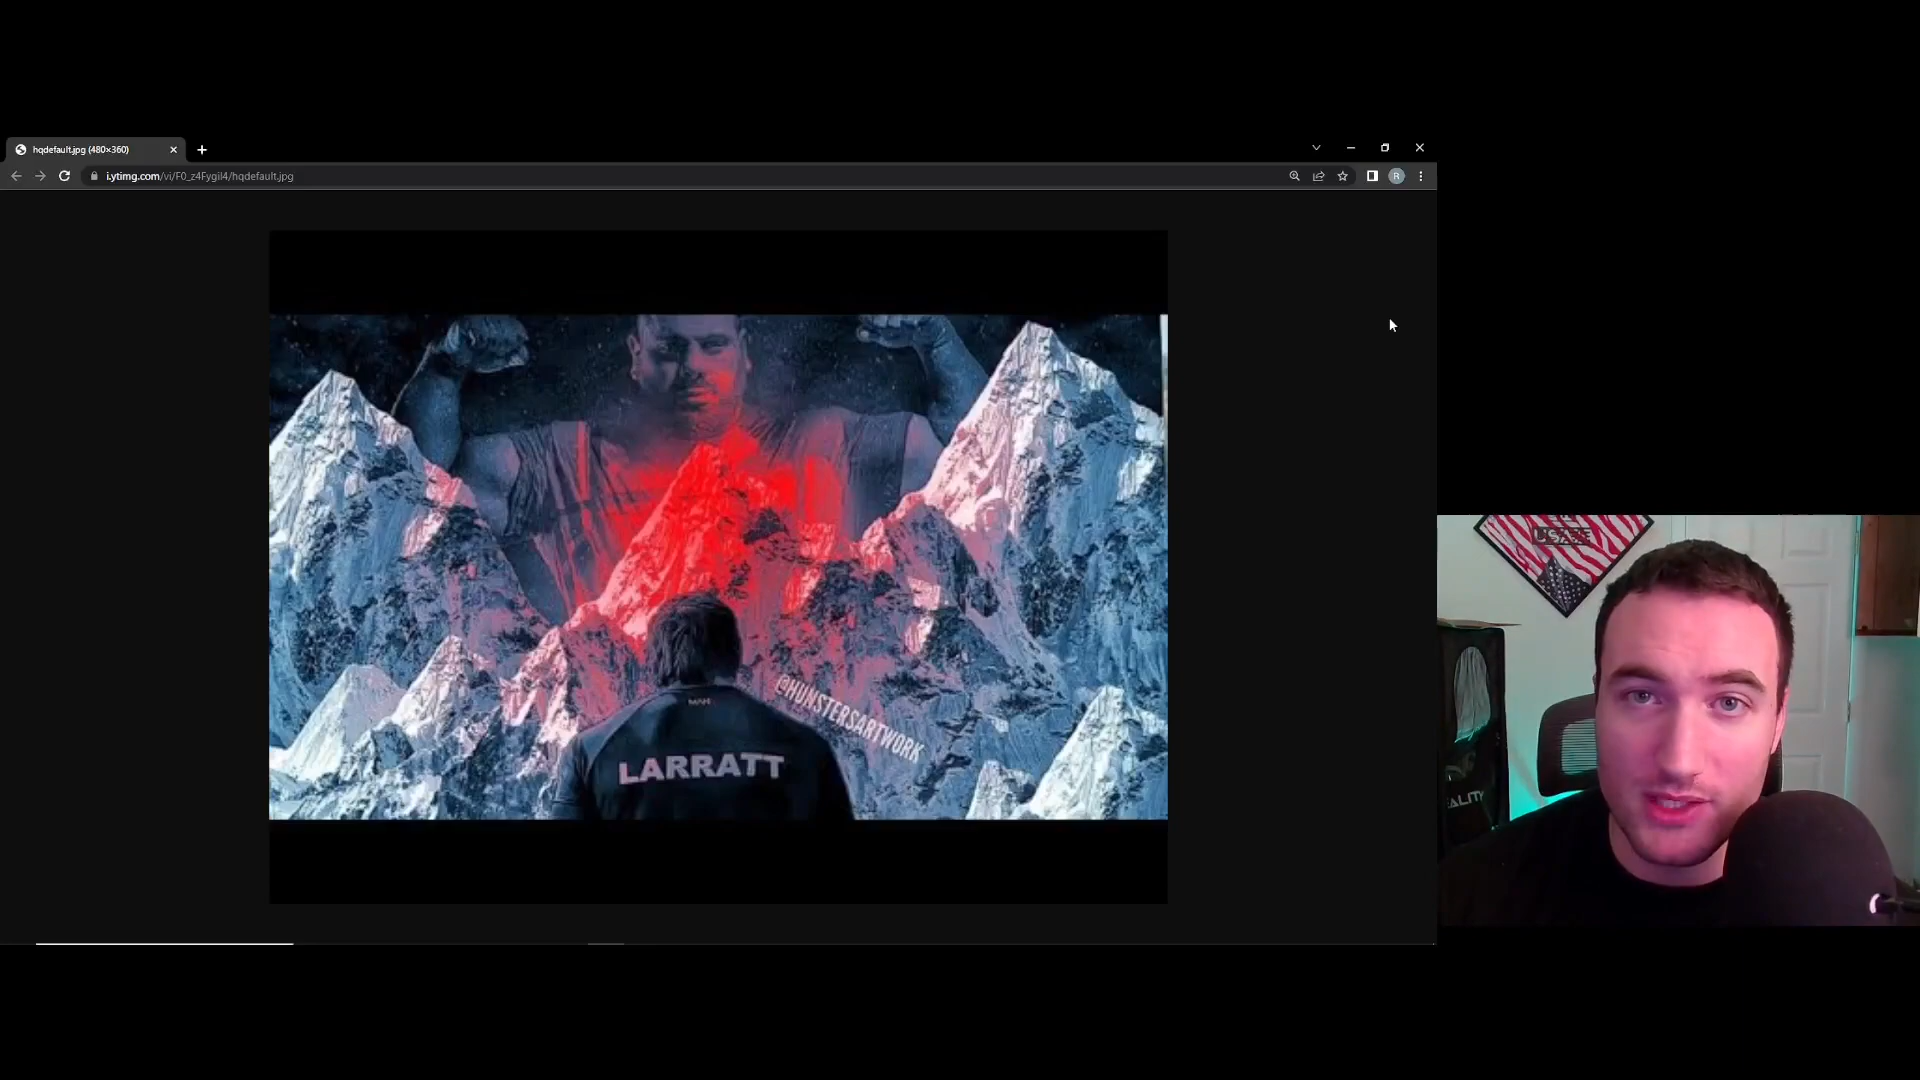 hqdefault.jpg (480×360)
i.ytimg.com/vi/F0_z4Fygil4/hqdefault.jpg
R
@HUNSTERSARTWORK
LARRATT